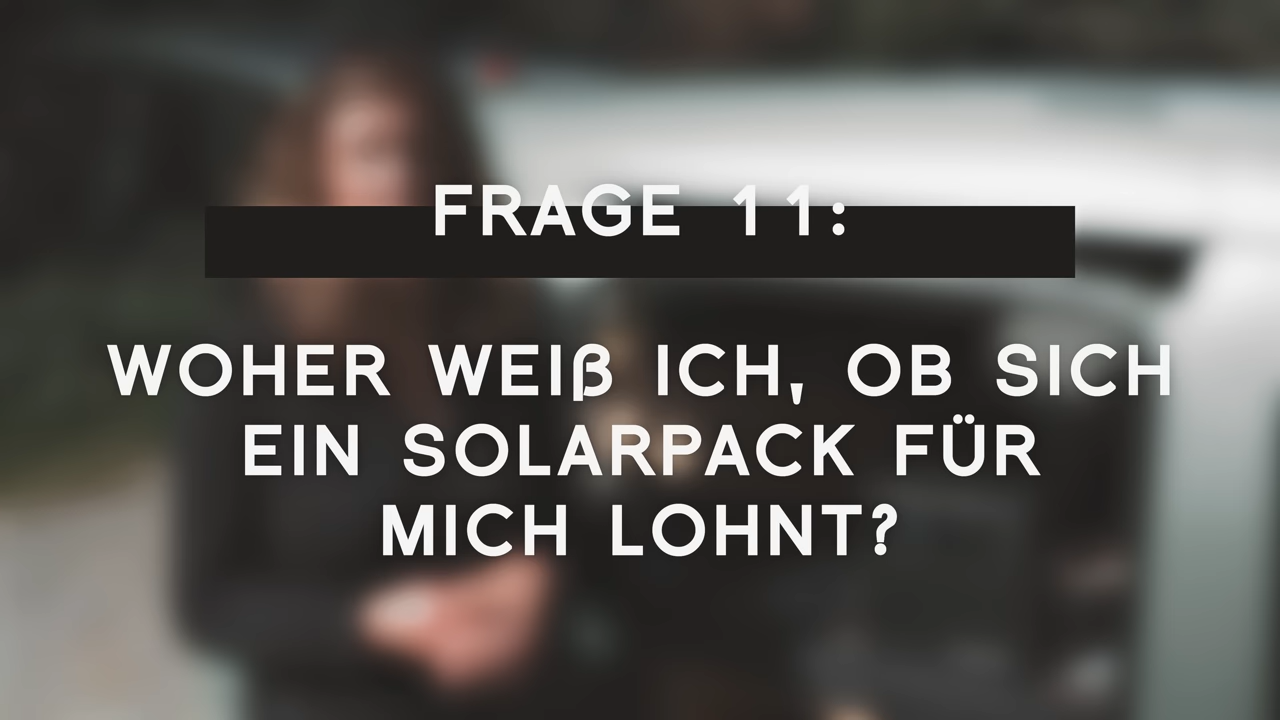 FRAGE 11:
WOHER WEIß ICH, OB SICH
EIN SOLARPACK FÜR
MICH LOHNT?